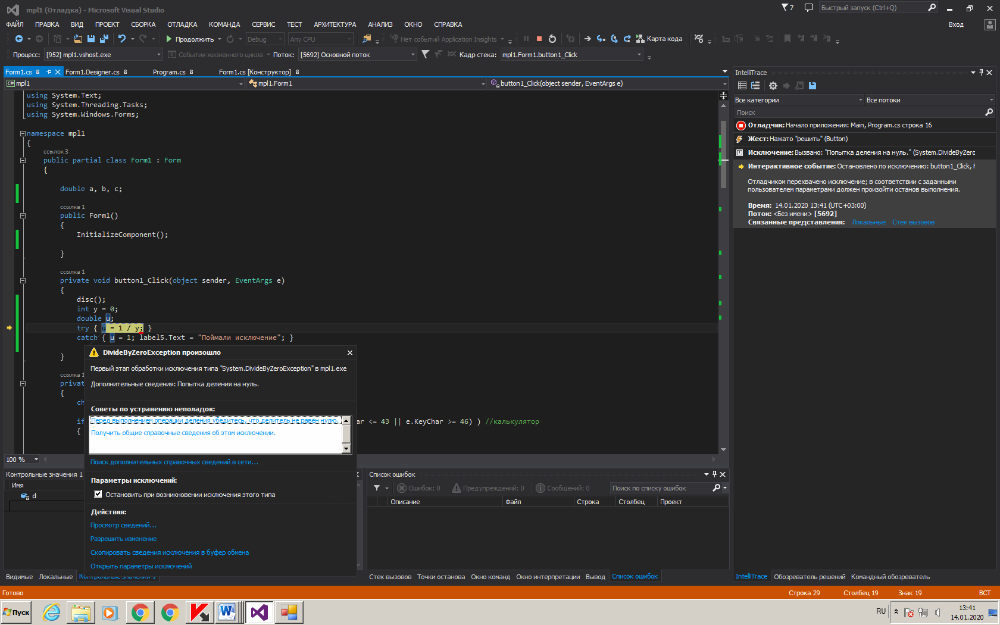 mpl1 (Отладка) - Microsoft Visual Studio
7
Быстрый запуск (Ctrl+Q)
ФАЙЛ ПРАВКА ВИД ПРОЕКТ СБОРКА ОТЛАДКА КОМАНДА СЕРВИС ТЕСТ АРХИТЕКТУРА АНАЛИЗ ОКНО СПРАВКА
Вход
Продолжить Debug Any CPU Нет событий Application Insights Карта кода
Процесс: [952] mpl1.vshost.exe События жизненного цикла Поток: [5692] Основной поток Кадр стека: mpl1.Form1.button1_Click
Form1.cs Form1.Designer.cs Program.cs Form1.cs [Конструктор]
C# mpl1 mpl1.Form1 button1_Click(object sender, EventArgs e)
using System.Text;
using System.Threading.Tasks;
using System.Windows.Forms;
namespace mpl1
{
ссылок 3
public partial class Form1 : Form
{
double a, b, c;
ссылка 1
public Form1()
{
InitializeComponent();
}
ссылка 1
private void button1_Click(object sender, EventArgs e)
{
disc();
int y = 0;
double u;
try { u = 1 / y; }
catch { u = 1; label5.Text = "Поймали исключение"; }
}
ссылка 1
privat
{
ch
if
ar <= 43 || e.KeyChar >= 46) ) //калькулятор
{
DivideByZeroException произошло
Первый этап обработки исключения типа "System.DivideByZeroException" в mpl1.exe
Дополнительные сведения: Попытка деления на нуль.
Советы по устранению неполадок:
Перед выполнением операции деления убедитесь, что делитель не равен нулю.
Получить общие справочные сведения об этом исключении.
Поиск дополнительных справочных сведений в сети...
Параметры исключений:
Остановить при возникновении исключения этого типа
Действия:
Просмотр сведений...
Разрешить изменение
Скопировать сведения исключения в буфер обмена
Открыть параметры исключений
100 %
Контрольные значения 1
Имя
d
Видимые Локальные Контрольные значения 1
Список ошибок
Ошибок: 0 Предупреждений: 0 Сообщений: 0 Поиск по списку ошибок
Описание Файл Строка Столбец Проект
Стек вызовов Точки останова Окно команд Окно интерпретации Вывод Список ошибок
IntelliTrace
Все категории Все потоки
Поиск
Отладчик: Начало приложения: Main, Program.cs строка 16
Жест: Нажато "решить" (Button)
Исключение: Вызвано: "Попытка деления на нуль." (System.DivideByZero
Интерактивное событие: Остановлено по исключению: button1_Click, F
Отладчиком перехвачено исключение; в соответствии с заданными
пользователем параметрами должен произойти останов выполнения.
Время: 14.01.2020 13:41 (UTC+03:00)
Поток: <Без имени> [5692]
Связанные представления: Локальные Стек вызовов
IntelliTrace Обозреватель решений Командный обозреватель
Готово Строка 29 Столбец 19 Знак 19 ВСТ
Пуск
RU
13:41
14.01.2020